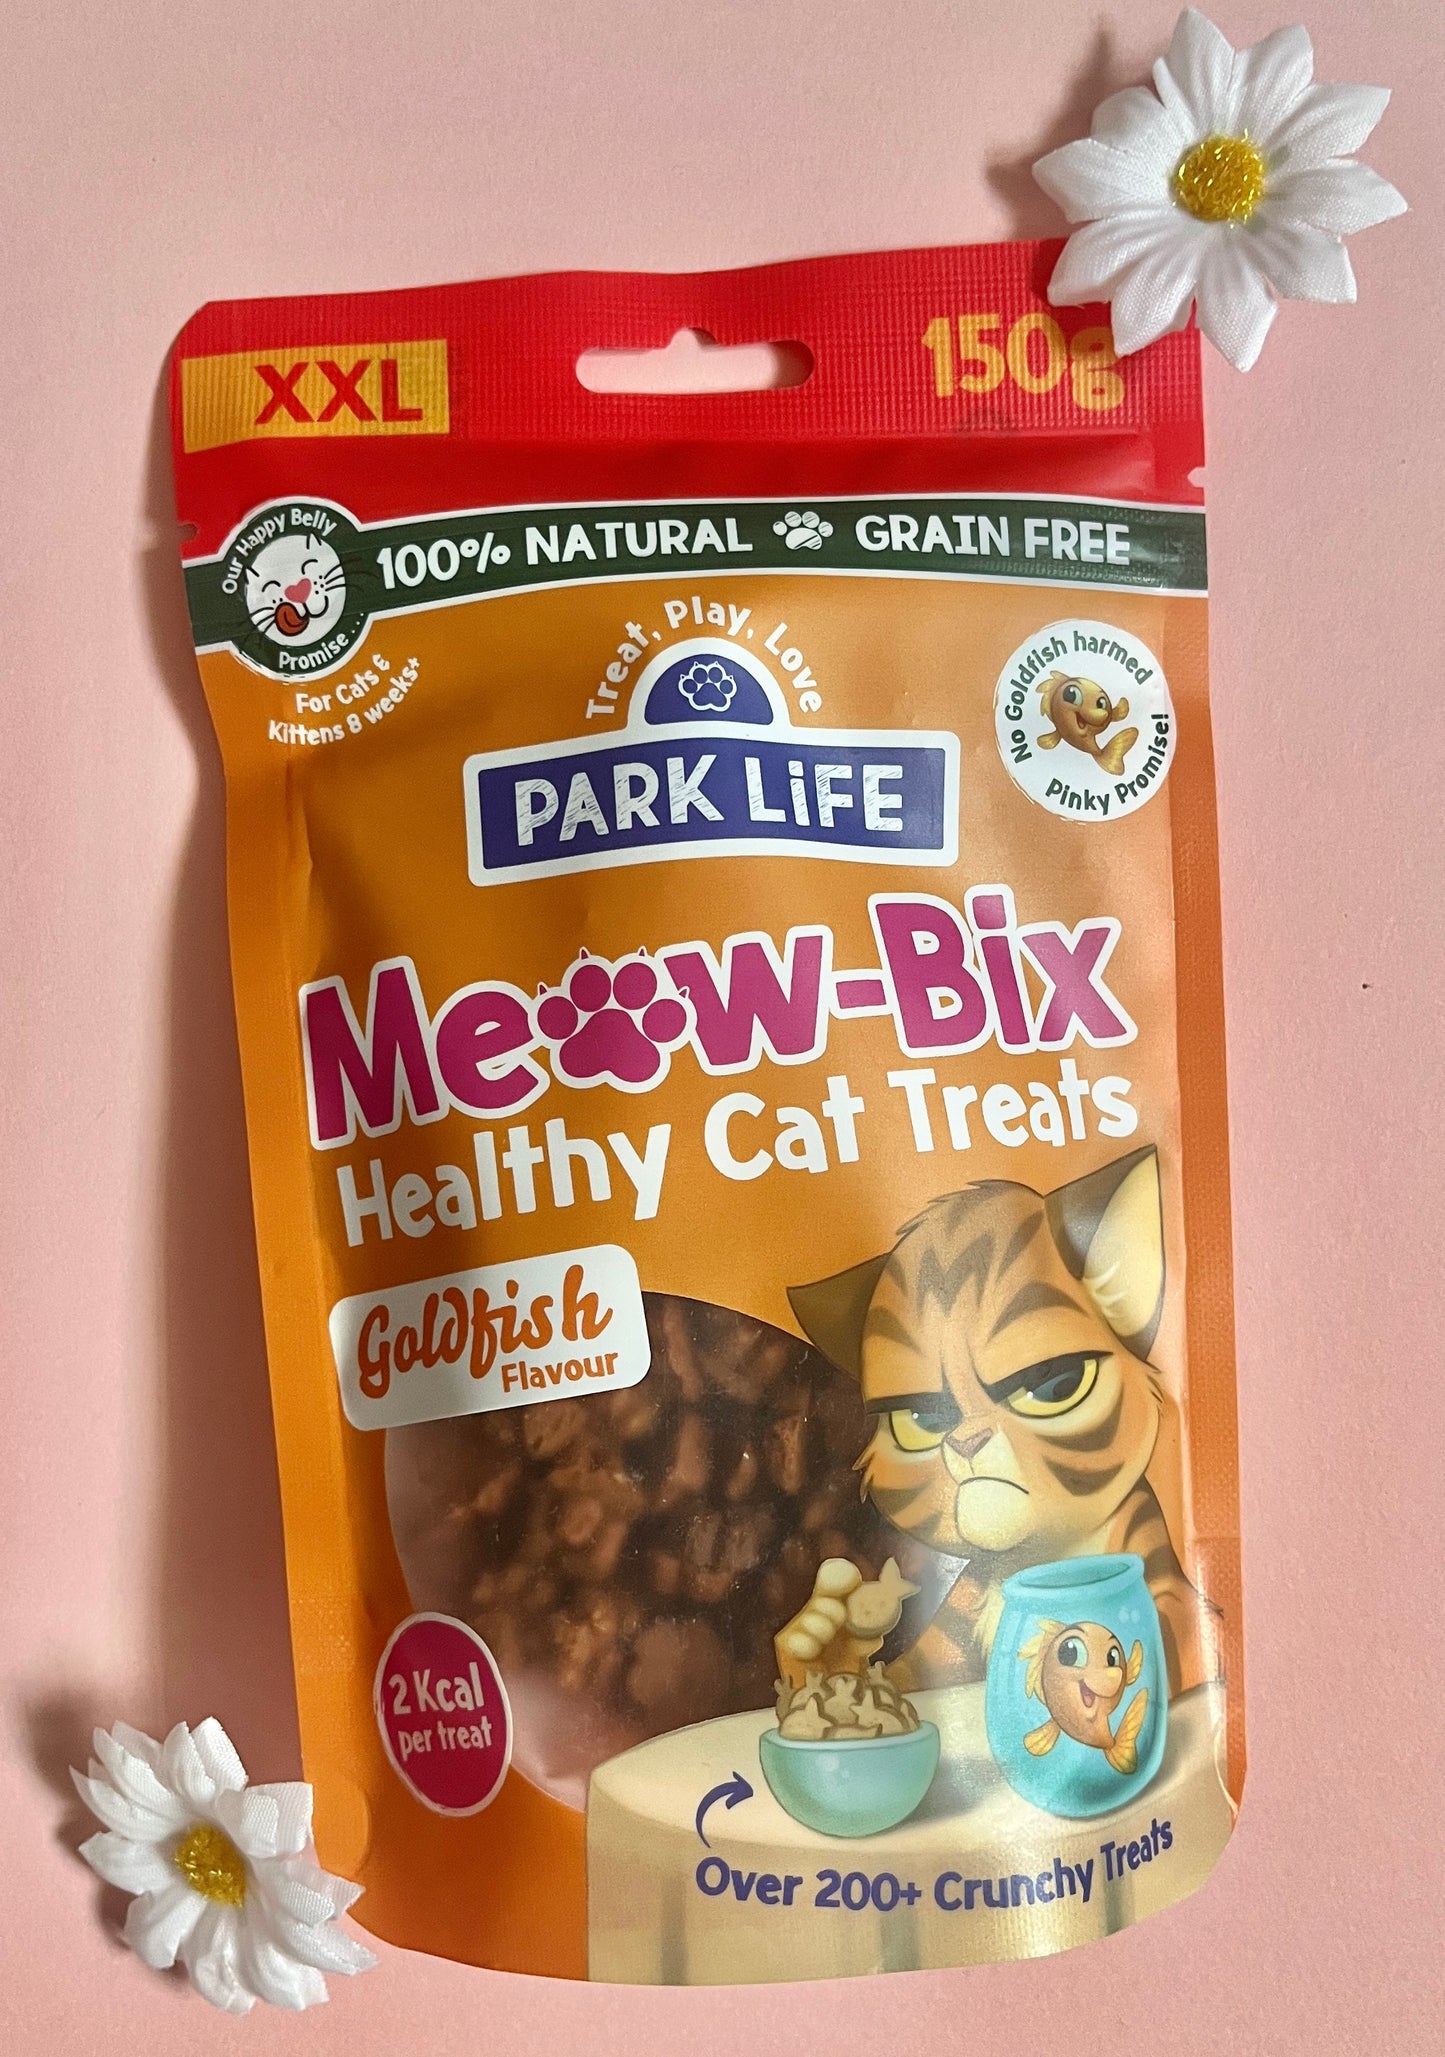 XXL
150g
Our Happy Belly
Promise...
100% NATURAL GRAIN FREE
For Cats &
Kittens 8 weeks+
Treat, Play, Love
PARK LiFE
No Goldfish harmed
Pinky Promise!
Meow-Bix
Healthy Cat Treats
Goldfish
Flavour
2 Kcal
per treat
Over 200+ Crunchy Treats